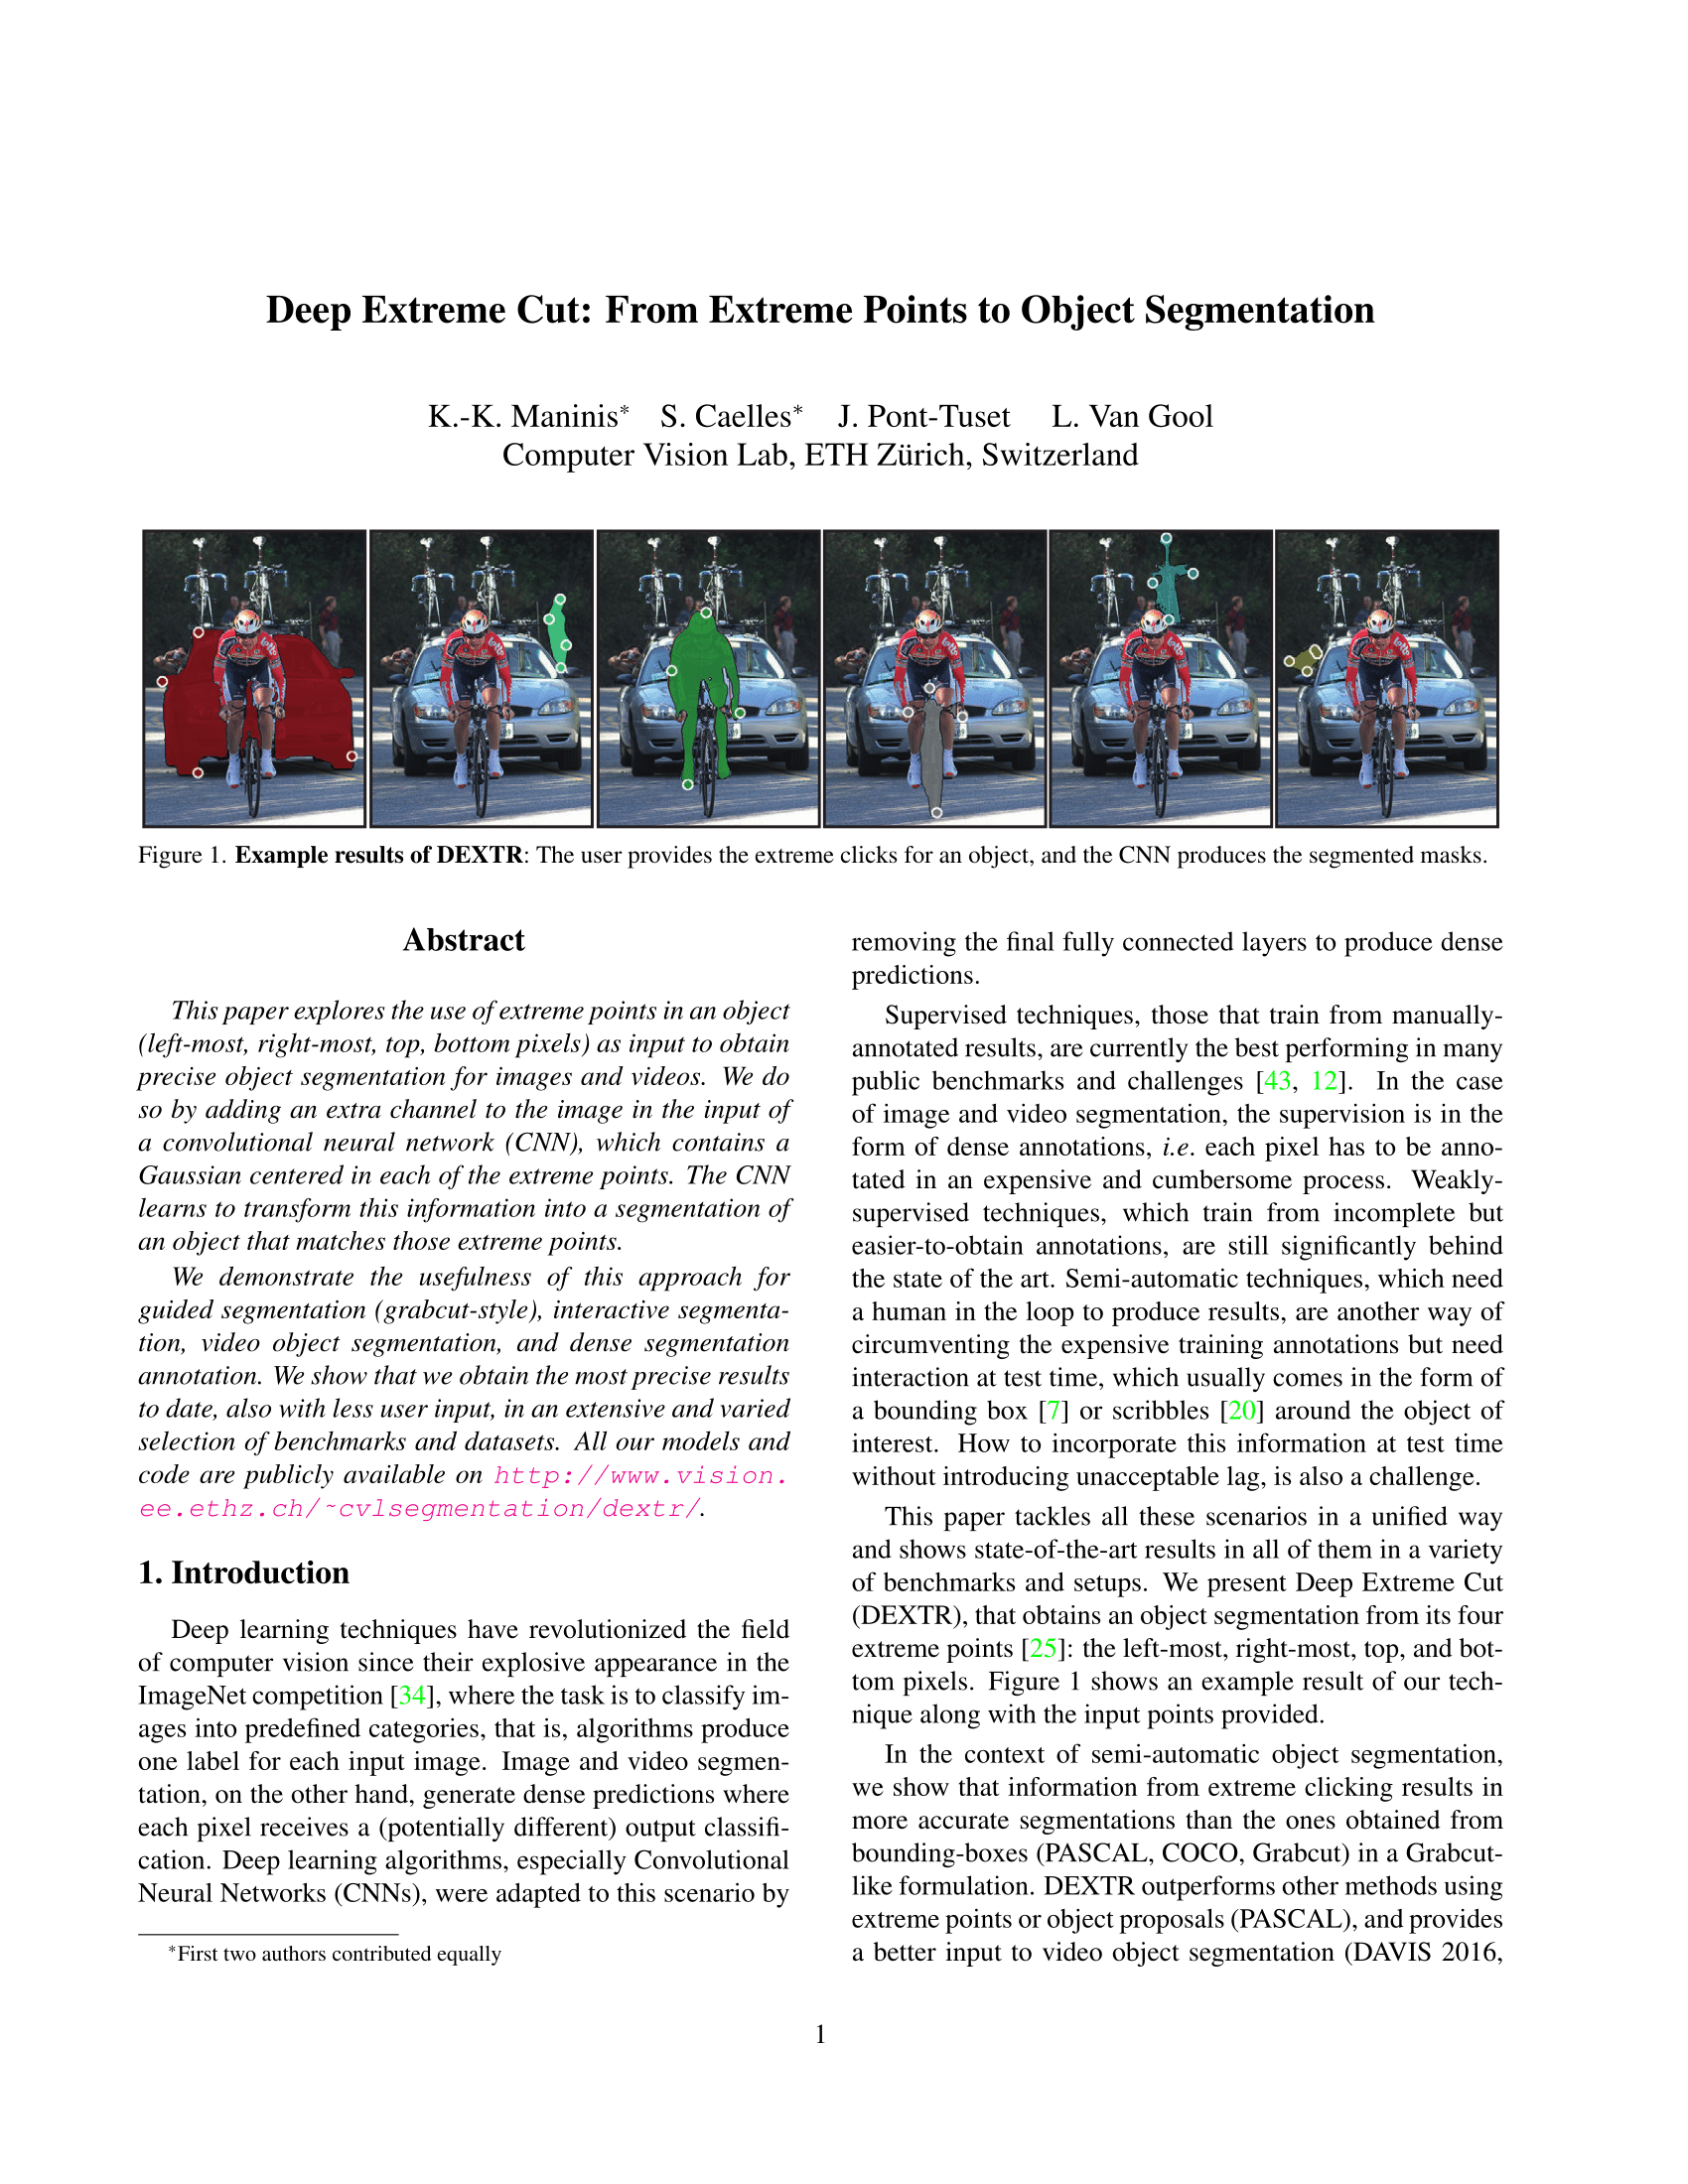 Deep Extreme Cut: From Extreme Points to Object Segmentation
K.-K. Maninis* S. Caelles* J. Pont-Tuset L. Van Gool
Computer Vision Lab, ETH Zürich, Switzerland
Figure 1. Example results of DEXTR: The user provides the extreme clicks for an object, and the CNN produces the segmented masks.
Abstract
This paper explores the use of extreme points in an object
(left-most, right-most, top, bottom pixels) as input to obtain
precise object segmentation for images and videos. We do
so by adding an extra channel to the image in the input of
a convolutional neural network (CNN), which contains a
Gaussian centered in each of the extreme points. The CNN
learns to transform this information into a segmentation of
an object that matches those extreme points.
We demonstrate the usefulness of this approach for
guided segmentation (grabcut-style), interactive segmenta-
tion, video object segmentation, and dense segmentation
annotation. We show that we obtain the most precise results
to date, also with less user input, in an extensive and varied
selection of benchmarks and datasets. All our models and
code are publicly available on http://www.vision.
ee.ethz.ch/~cvlsegmentation/dextr/.
1. Introduction
Deep learning techniques have revolutionized the field
of computer vision since their explosive appearance in the
ImageNet competition [34], where the task is to classify im-
ages into predefined categories, that is, algorithms produce
one label for each input image. Image and video segmen-
tation, on the other hand, generate dense predictions where
each pixel receives a (potentially different) output classifi-
cation. Deep learning algorithms, especially Convolutional
Neural Networks (CNNs), were adapted to this scenario by
*First two authors contributed equally
removing the final fully connected layers to produce dense
predictions.
Supervised techniques, those that train from manually-
annotated results, are currently the best performing in many
public benchmarks and challenges [43, 12]. In the case
of image and video segmentation, the supervision is in the
form of dense annotations, i.e. each pixel has to be anno-
tated in an expensive and cumbersome process. Weakly-
supervised techniques, which train from incomplete but
easier-to-obtain annotations, are still significantly behind
the state of the art. Semi-automatic techniques, which need
a human in the loop to produce results, are another way of
circumventing the expensive training annotations but need
interaction at test time, which usually comes in the form of
a bounding box [7] or scribbles [20] around the object of
interest. How to incorporate this information at test time
without introducing unacceptable lag, is also a challenge.
This paper tackles all these scenarios in a unified way
and shows state-of-the-art results in all of them in a variety
of benchmarks and setups. We present Deep Extreme Cut
(DEXTR), that obtains an object segmentation from its four
extreme points [25]: the left-most, right-most, top, and bot-
tom pixels. Figure 1 shows an example result of our tech-
nique along with the input points provided.
In the context of semi-automatic object segmentation,
we show that information from extreme clicking results in
more accurate segmentations than the ones obtained from
bounding-boxes (PASCAL, COCO, Grabcut) in a Grabcut-
like formulation. DEXTR outperforms other methods using
extreme points or object proposals (PASCAL), and provides
a better input to video object segmentation (DAVIS 2016,
1